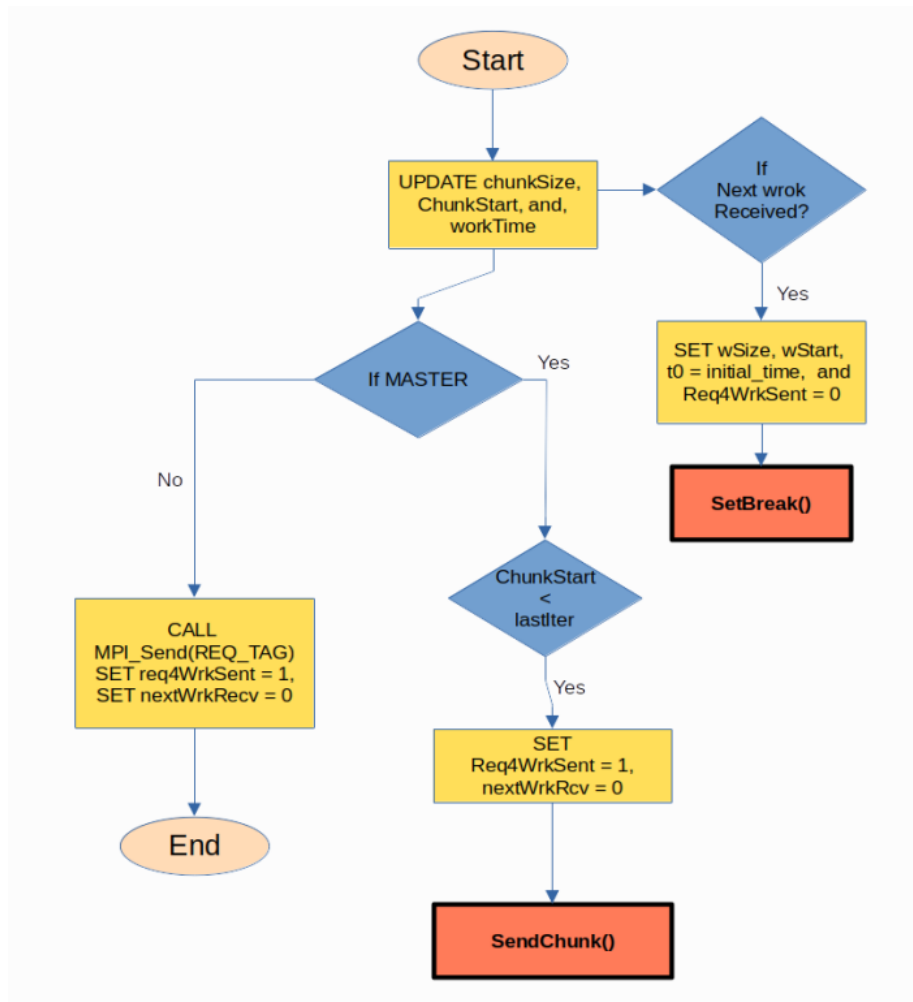 Start
UPDATE chunkSize,
ChunkStart, and,
workTime
If
Next wrok
Received?
Yes
SET wSize, wStart,
t0 = initial_time, and
Req4WrkSent = 0
SetBreak()
If MASTER
Yes
No
ChunkStart
<
lastIter
Yes
CALL
MPI_Send(REQ_TAG)
SET req4WrkSent = 1,
SET nextWrkRecv = 0
SET
Req4WrkSent = 1,
nextWrkRcv = 0
End
SendChunk()